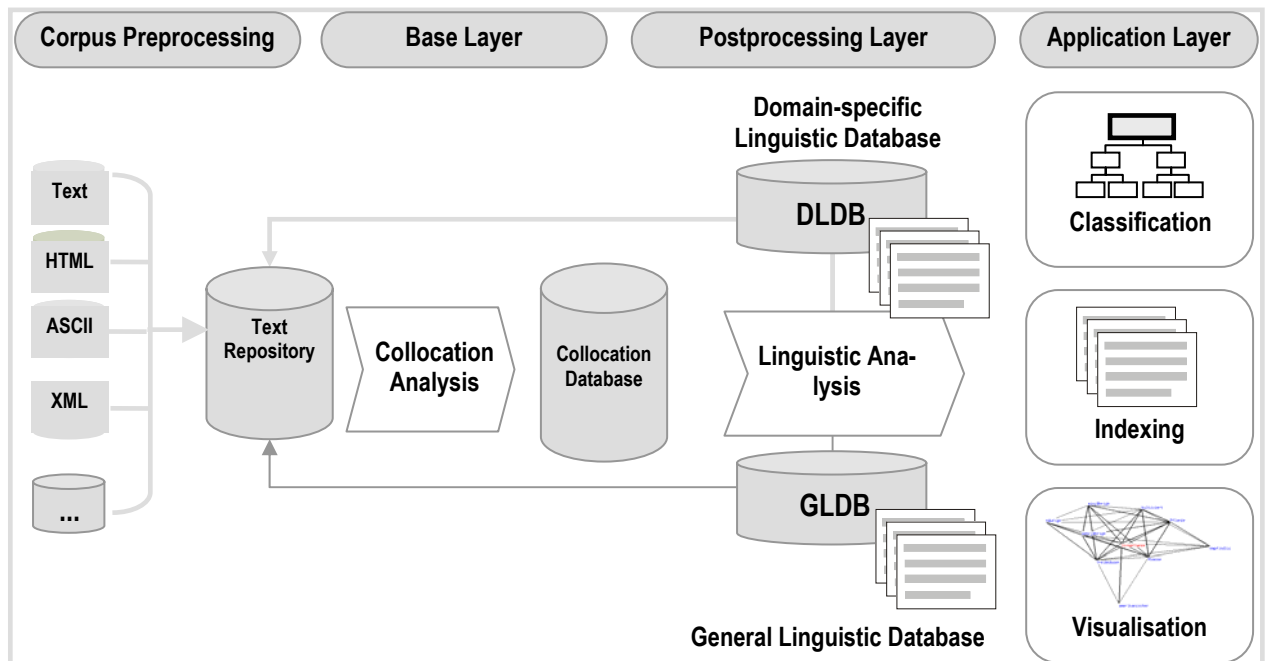 Corpus Preprocessing
Base Layer
Postprocessing Layer
Application Layer
Text
HTML
ASCII
XML
...
Text
Repository
Collocation
Analysis
Collocation
Database
Domain-specific
Linguistic Database
DLDB
Linguistic Ana-
lysis
GLDB
General Linguistic Database
Classification
Indexing
Visualisation